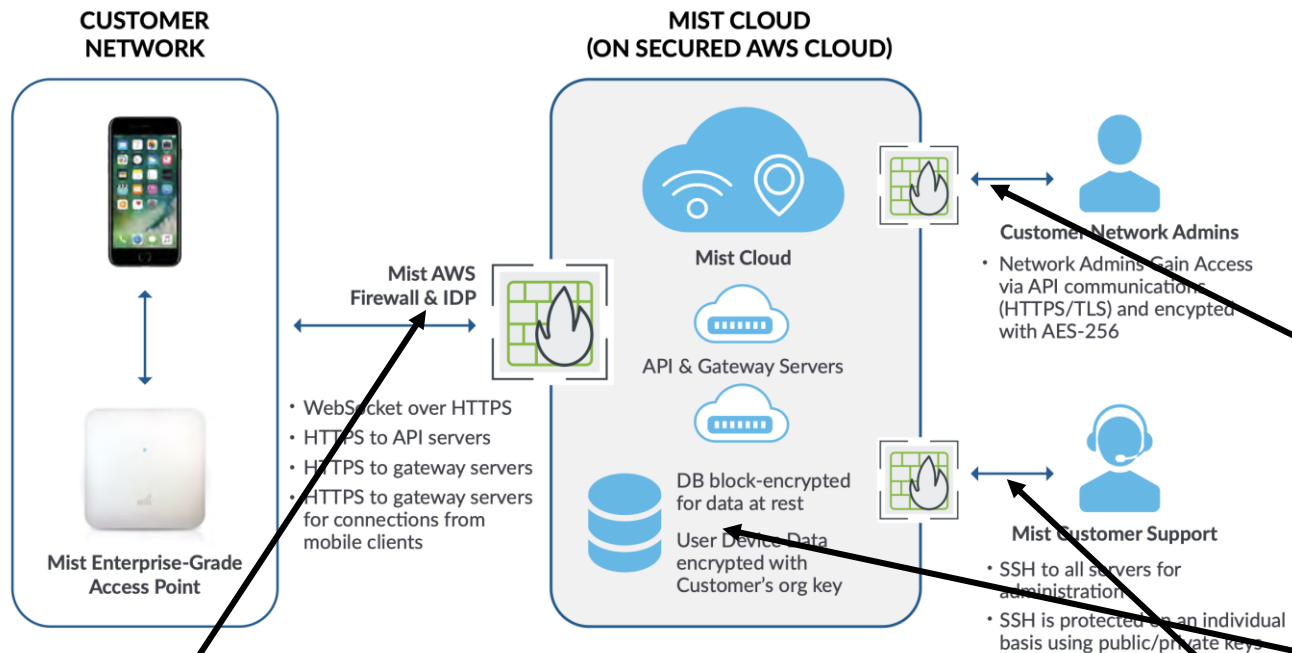 CUSTOMER
NETWORK
MIST CLOUD
(ON SECURED AWS CLOUD)
Mist AWS
Firewall & IDP
• WebSocket over HTTPS
• HTTPS to API servers
• HTTPS to gateway servers
• HTTPS to gateway servers
for connections from
mobile clients
Mist Enterprise-Grade
Access Point
Mist Cloud
API & Gateway Servers
DB block-encrypted
for data at rest
User Device Data
encrypted with
Customer's org key
Customer Network Admins
• Network Admins Gain Access
via API communications
(HTTPS/TLS) and encypted
with AES-256
Mist Customer Support
• SSH to all servers for
administration
• SSH is protected on an individual
basis using public/private keys